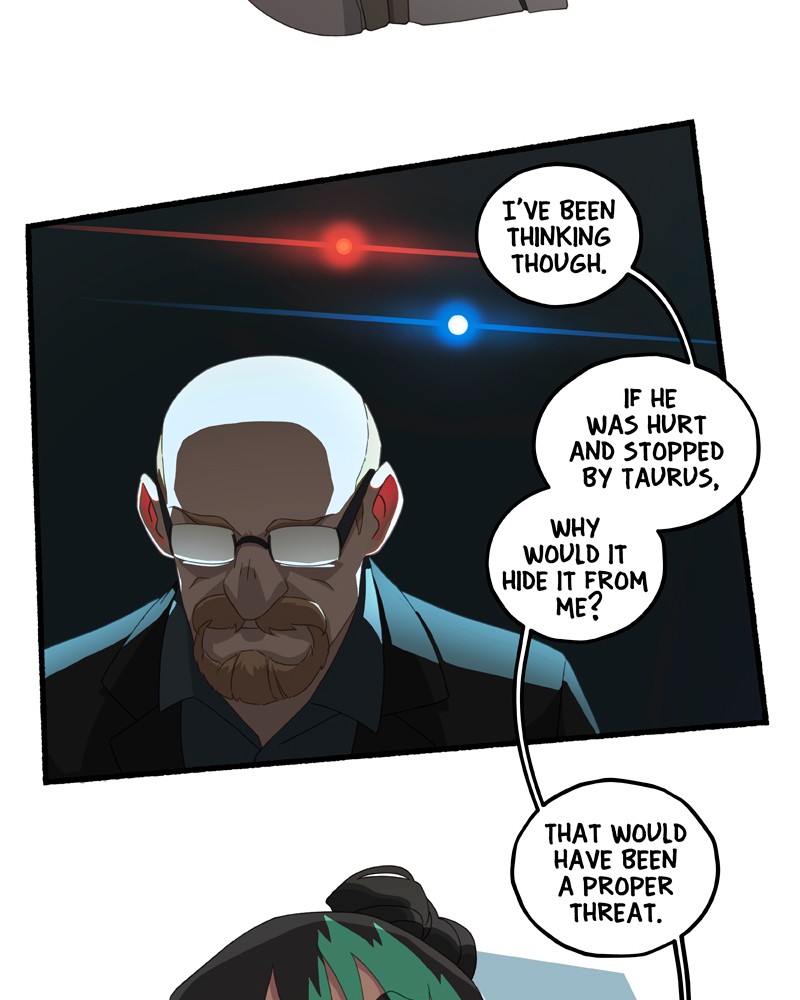 I'VE BEEN
THINKING
THOUGH.
IF HE
WAS HURT
AND STOPPED
BY TAURUS,
WHY
WOULD IT
HIDE IT FROM
ME?
THAT WOULD
HAVE BEEN
A PROPER
THREAT.